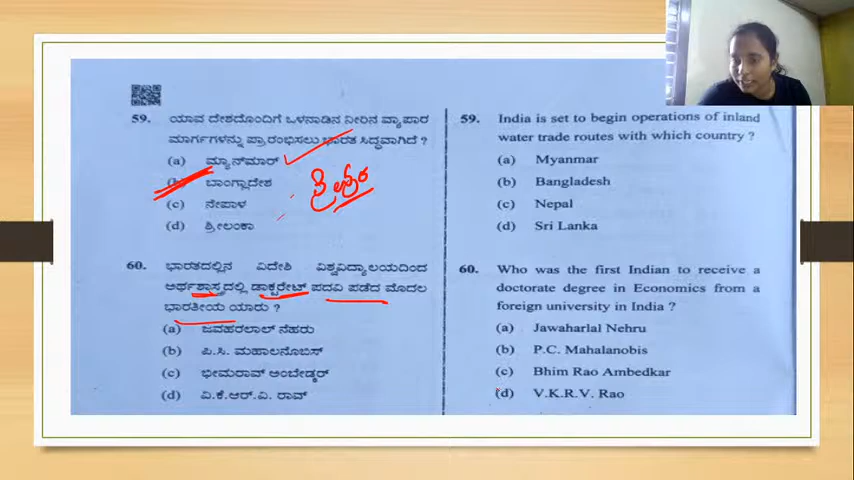 59. ಯಾವ ದೇಶದೊಂದಿಗೆ ಒಳನಾಡಿನ ನೀರಿನ ವ್ಯಾಪಾರ
ಮಾರ್ಗಗಳನ್ನು ಪ್ರಾರಂಭಿಸಲು ಭಾರತ ಸಿದ್ಧವಾಗಿದೆ ?
(a) ಮ್ಯಾನ್‌ಮಾರ್
(b) ಬಾಂಗ್ಲಾದೇಶ
(c) ನೇಪಾಳ
(d) ಶ್ರೀಲಂಕಾ
60. ಭಾರತದಲ್ಲಿನ ವಿದೇಶಿ ವಿಶ್ವವಿದ್ಯಾಲಯದಿಂದ
ಅರ್ಥಶಾಸ್ತ್ರದಲ್ಲಿ ಡಾಕ್ಟರೇಟ್ ಪದವಿ ಪಡೆದ ಮೊದಲ
ಭಾರತೀಯ ಯಾರು ?
(a) ಜವಹರಲಾಲ್ ನೆಹರು
(b) ಪಿ.ಸಿ. ಮಹಾಲನೊಬಿಸ್
(c) ಭೀಮರಾವ್ ಅಂಬೇಡ್ಕರ್
(d) ವಿ.ಕೆ.ಆರ್.ವಿ. ರಾವ್
59. India is set to begin operations of inland
water trade routes with which country ?
(a) Myanmar
(b) Bangladesh
(c) Nepal
(d) Sri Lanka
60. Who was the first Indian to receive a
doctorate degree in Economics from a
foreign university in India ?
(a) Jawaharlal Nehru
(b) P.C. Mahalanobis
(c) Bhim Rao Ambedkar
(d) V.K.R.V. Rao